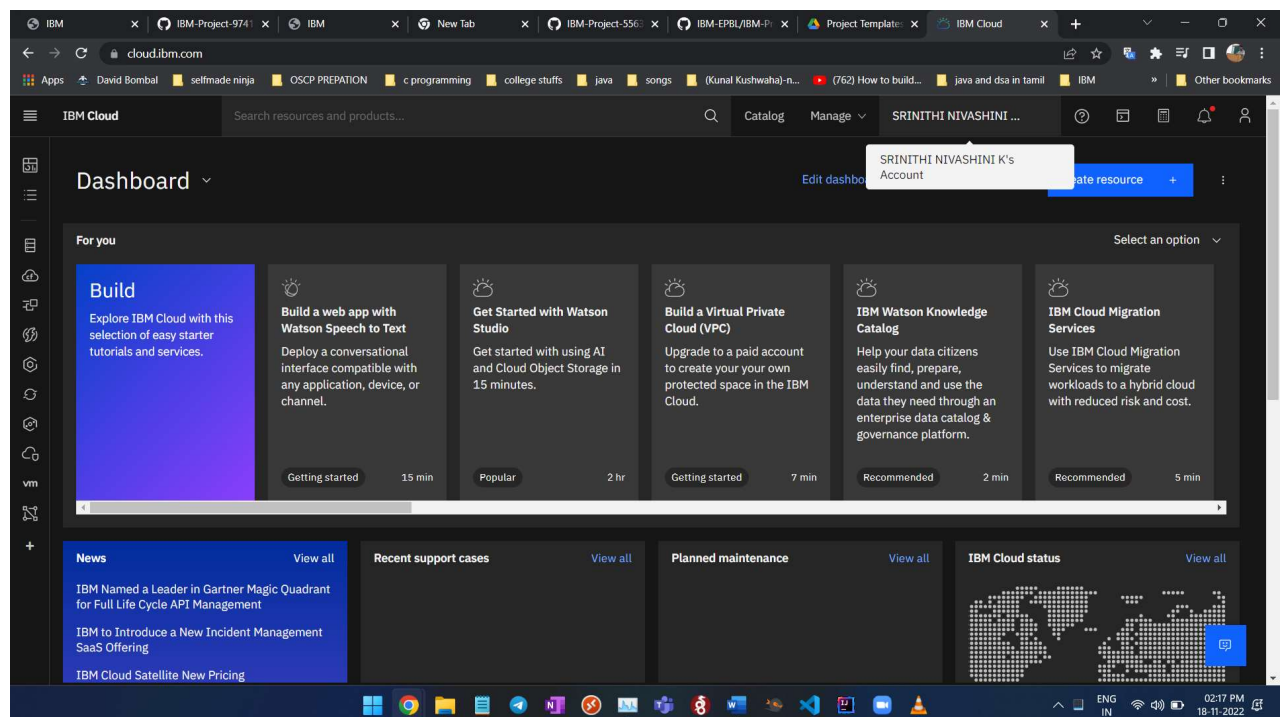 IBM
IBM-Project-9741
IBM
New Tab
IBM-Project-5563
IBM-EPBL/IBM-Pr
Project Templates
IBM Cloud
cloud.ibm.com
Apps
David Bombal
selfmade ninja
OSCP PREPATION
c programming
college stuffs
java
songs
(Kunal Kushwaha)-n...
(762) How to build...
java and dsa in tamil
IBM
»
Other bookmarks
IBM Cloud
Search resources and products...
Catalog
Manage
SRINITHI NIVASHINI ...
SRINITHI NIVASHINI K's
Account
Dashboard
Edit dashbo
eate resource +
For you
Select an option
Build
Explore IBM Cloud with this
selection of easy starter
tutorials and services.
Build a web app with
Watson Speech to Text
Deploy a conversational
interface compatible with
any application, device, or
channel.
Getting started 15 min
Get Started with Watson
Studio
Get started with using AI
and Cloud Object Storage in
15 minutes.
Popular 2 hr
Build a Virtual Private
Cloud (VPC)
Upgrade to a paid account
to create your your own
protected space in the IBM
Cloud.
Getting started 7 min
IBM Watson Knowledge
Catalog
Help your data citizens
easily find, prepare,
understand and use the
data they need through an
enterprise data catalog &
governance platform.
Recommended 2 min
IBM Cloud Migration
Services
Use IBM Cloud Migration
Services to migrate
workloads to a hybrid cloud
with reduced risk and cost.
Recommended 5 min
vm
News View all
IBM Named a Leader in Gartner Magic Quadrant
for Full Life Cycle API Management
IBM to Introduce a New Incident Management
SaaS Offering
IBM Cloud Satellite New Pricing
Recent support cases View all
Planned maintenance View all
IBM Cloud status View all
ENG
IN
02:17 PM
18-11-2022